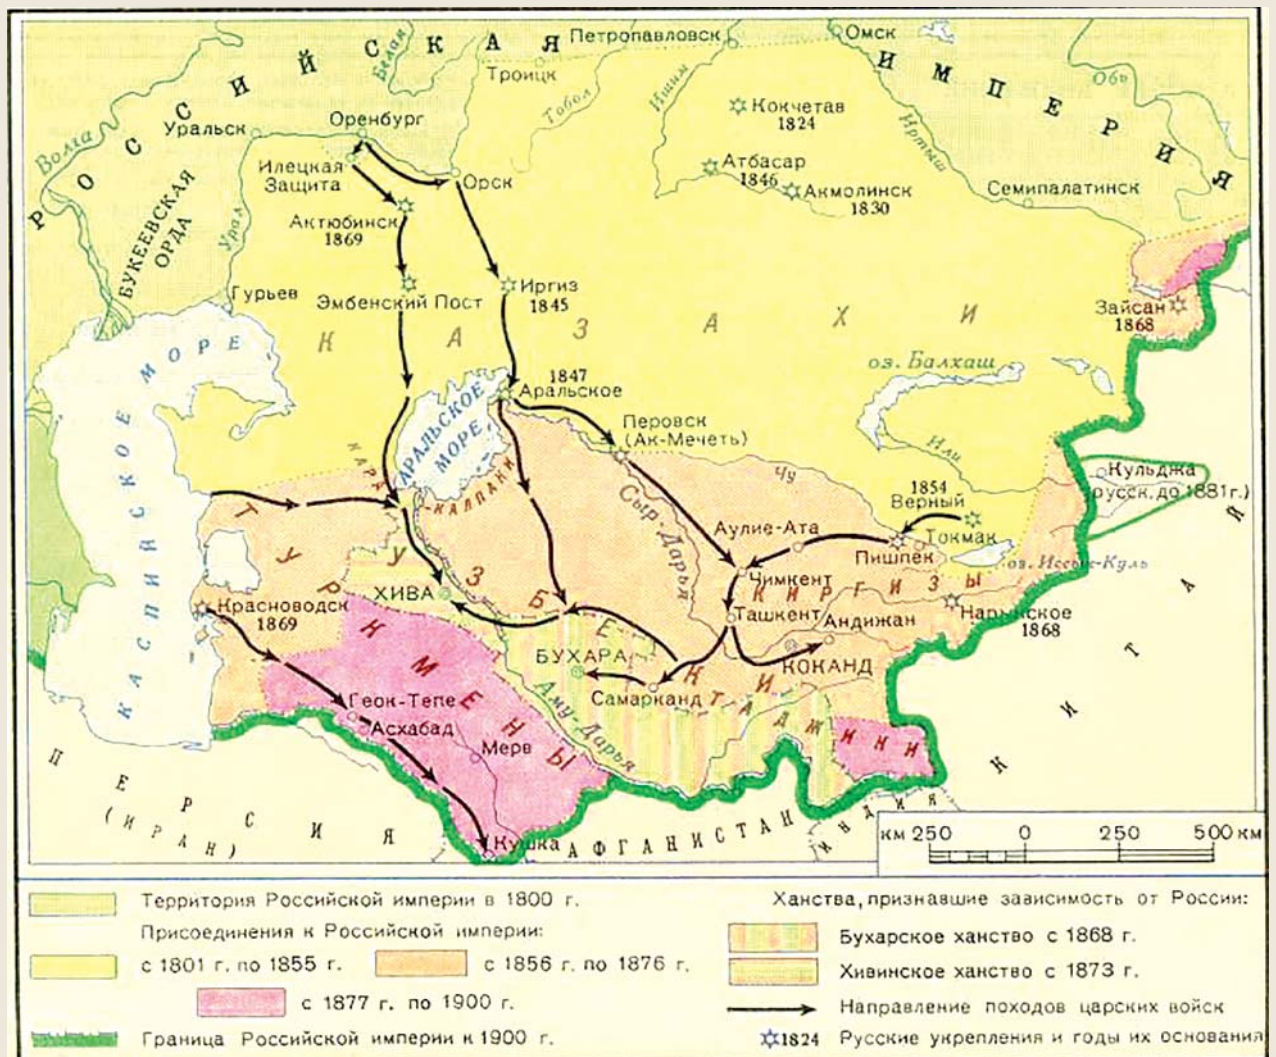 РОССИЙСКАЯ ИМПЕРИЯ
Петропавловск
Омск
Белая
Троицк
Тобол
Ишим
Обь
Иртыш
Волга
Уральск
Оренбург
Кокчетав
1824
Илецкая
Защита
Орск
Атбасар
1846
Акмолинск
1830
Семипалатинск
БУКЕЕВСКАЯ
ОРДА
Урал
Актюбинск
1869
Гурьев
Эмбенский Пост
Иргиз
1845
Зайсан
1868
КАЗАХИ
оз. Балхаш
КАСПИЙСКОЕ МОРЕ
1847
Аральское
АРАЛЬСКОЕ
МОРЕ
Перовск
(Ак-Мечеть)
КАРА
-КАЛПАКИ
Чу
Или
Кульджа
(русск. до 1881 г.)
1854
Верный
Сыр-Дарья
Аулие-Ата
Пишпек
Токмак
оз. Иссык-Куль
ТУРКМЕНЫ
УЗБЕКИ
Чимкент
КИРГИЗЫ
ХИВА
Красноводск
1869
Ташкент
Андижан
Нарынское
1868
БУХАРА
КОКАНД
Самарканд
ТАДЖИКИ
Аму-Дарья
Геок-Тепе
Асхабад
Мерв
КИТАЙ
ПЕРСИЯ
(ИРАН)
Кушка
АФГАНИСТАН
ИНДИЯ
км 250 0 250 500 км
Территория Российской империи в 1800 г.
Присоединения к Российской империи:
с 1801 г. по 1855 г.
с 1856 г. по 1876 г.
с 1877 г. по 1900 г.
Граница Российской империи к 1900 г.
Ханства, признавшие зависимость от России:
Бухарское ханство с 1868 г.
Хивинское ханство с 1873 г.
Направление походов царских войск
1824 Русские укрепления и годы их основания